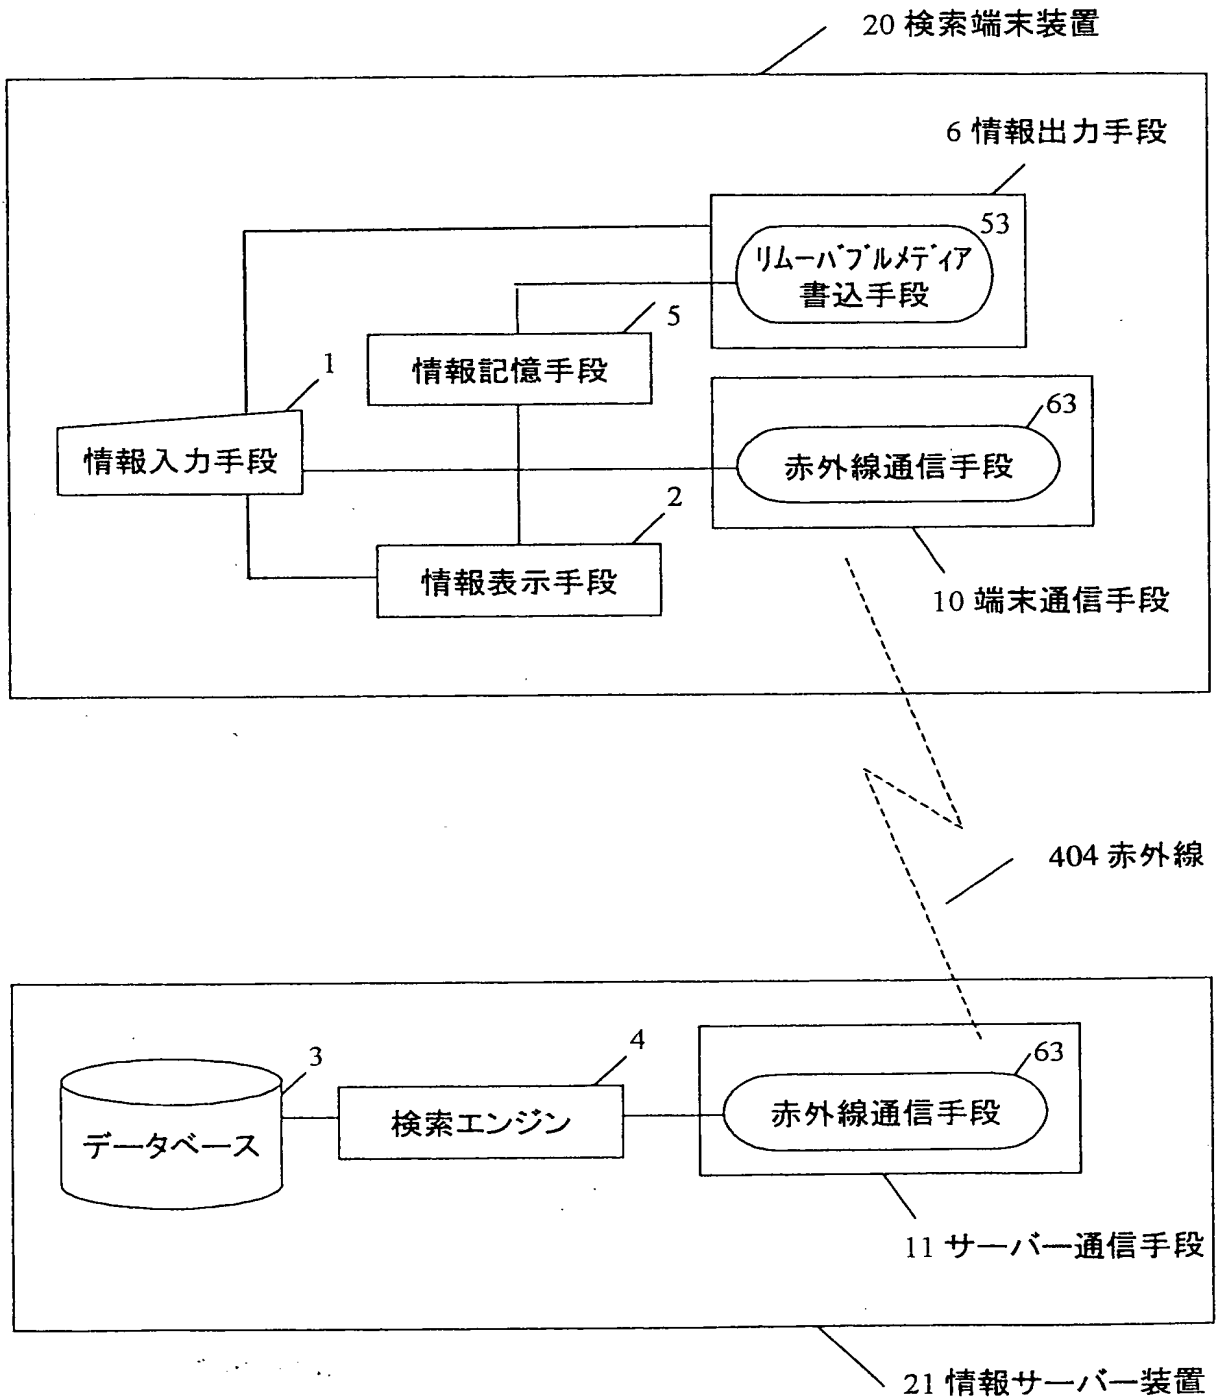 20 検索端末装置
6 情報出力手段
53
リムーバブルメディア
書込手段
5
情報記憶手段
1
情報入力手段
63
赤外線通信手段
2
情報表示手段
10 端末通信手段
404 赤外線
3
データベース
4
検索エンジン
63
赤外線通信手段
11 サーバー通信手段
21 情報サーバー装置